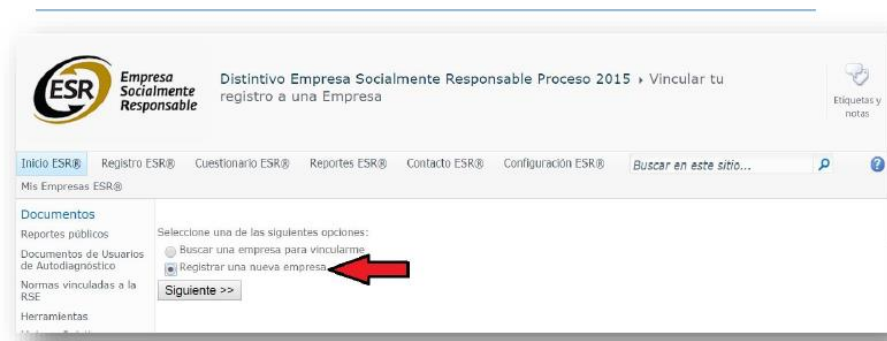 ESR
Empresa
Socialmente
Responsable
Distintivo Empresa Socialmente Responsable Proceso 2015 ▸ Vincular tu
registro a una Empresa
Etiquetas y
notas
Inicio ESR® Registro ESR® Cuestionario ESR® Reportes ESR® Contacto ESR® Configuración ESR® Buscar en este sitio...
Mis Empresas ESR®
Documentos
Reportes públicos
Documentos de Usuarios
de Autodiagnóstico
Normas vinculadas a la
RSE
Herramientas
Seleccione una de las siguientes opciones:
Buscar una empresa para vincularme
Registrar una nueva empresa
Siguiente >>